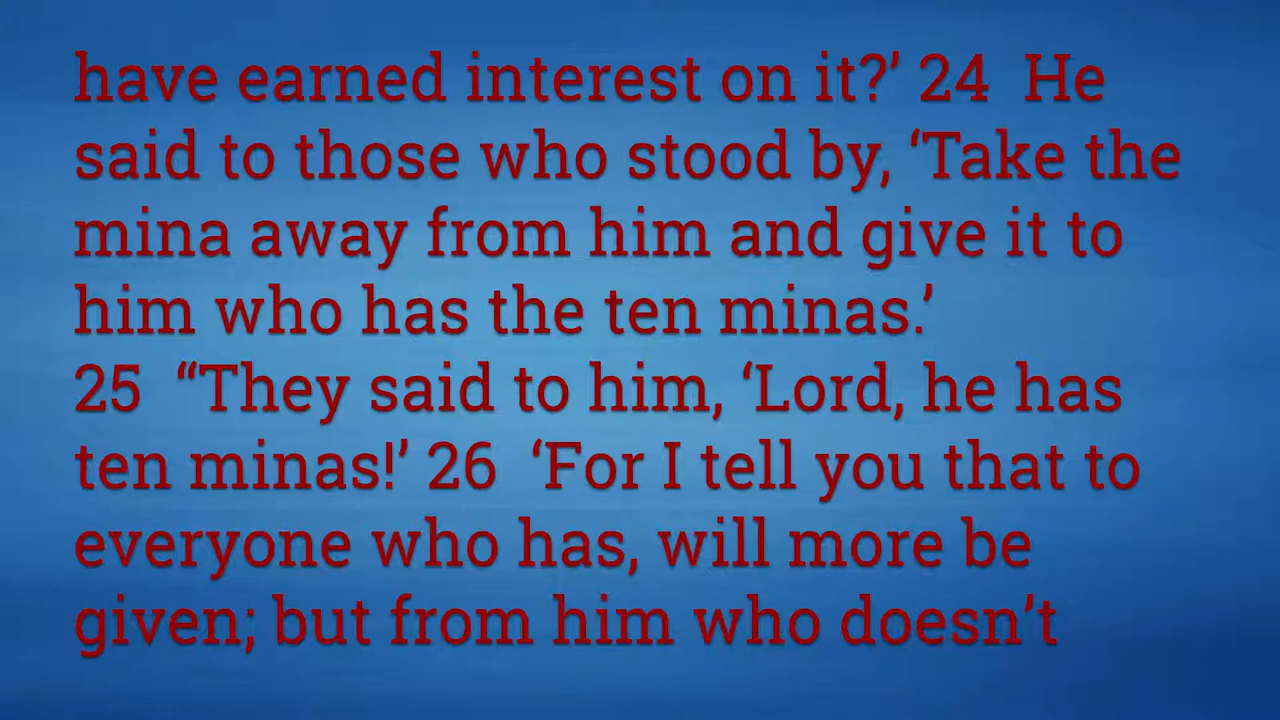 have earned interest on it?’ 24  He
said to those who stood by, ‘Take the
mina away from him and give it to
him who has the ten minas.’
25  “They said to him, ‘Lord, he has
ten minas!’ 26  ‘For I tell you that to
everyone who has, will more be
given; but from him who doesn’t